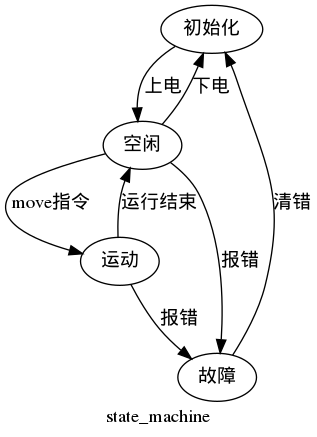 初始化
上电
下电
空闲
move指令
运行结束
运动
报错
清错
报错
故障
state_machine